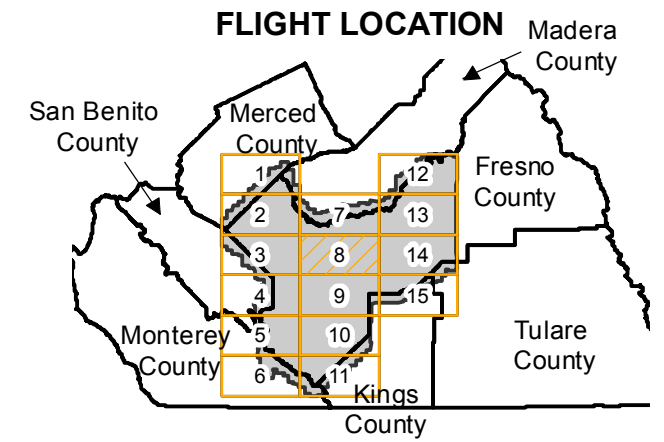 FLIGHT LOCATION
Madera
County
San Benito
County
Merced
County
Fresno
County
1
12
2
7
13
3
8
14
4
9
15
5
10
6
11
Monterey
County
Tulare
County
Kings
County